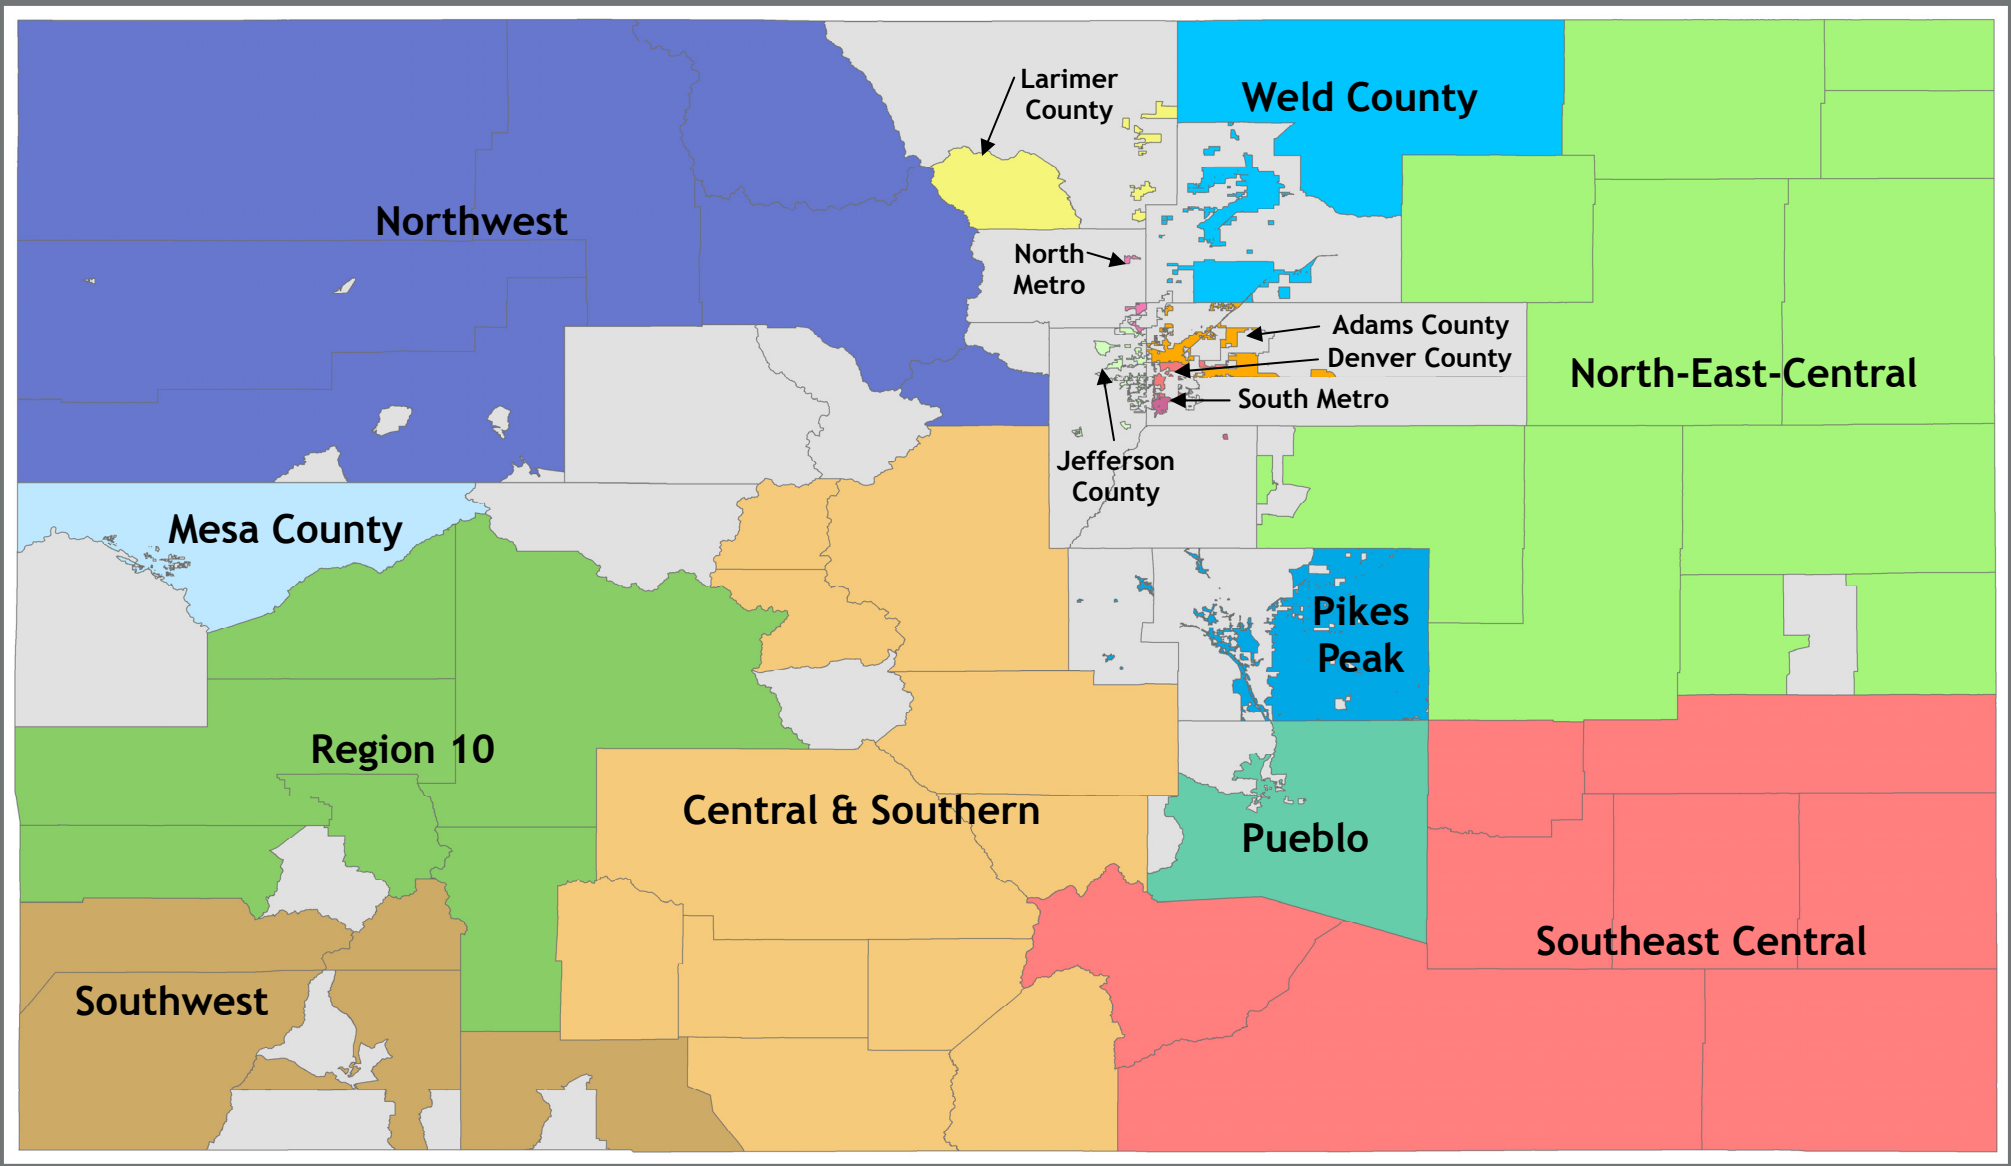 Larimer
County
Weld County
Northwest
North
Metro
Adams County
Denver County
North-East-Central
South Metro
Jefferson
County
Mesa County
Pikes
Peak
Region 10
Central & Southern
Pueblo
Southeast Central
Southwest